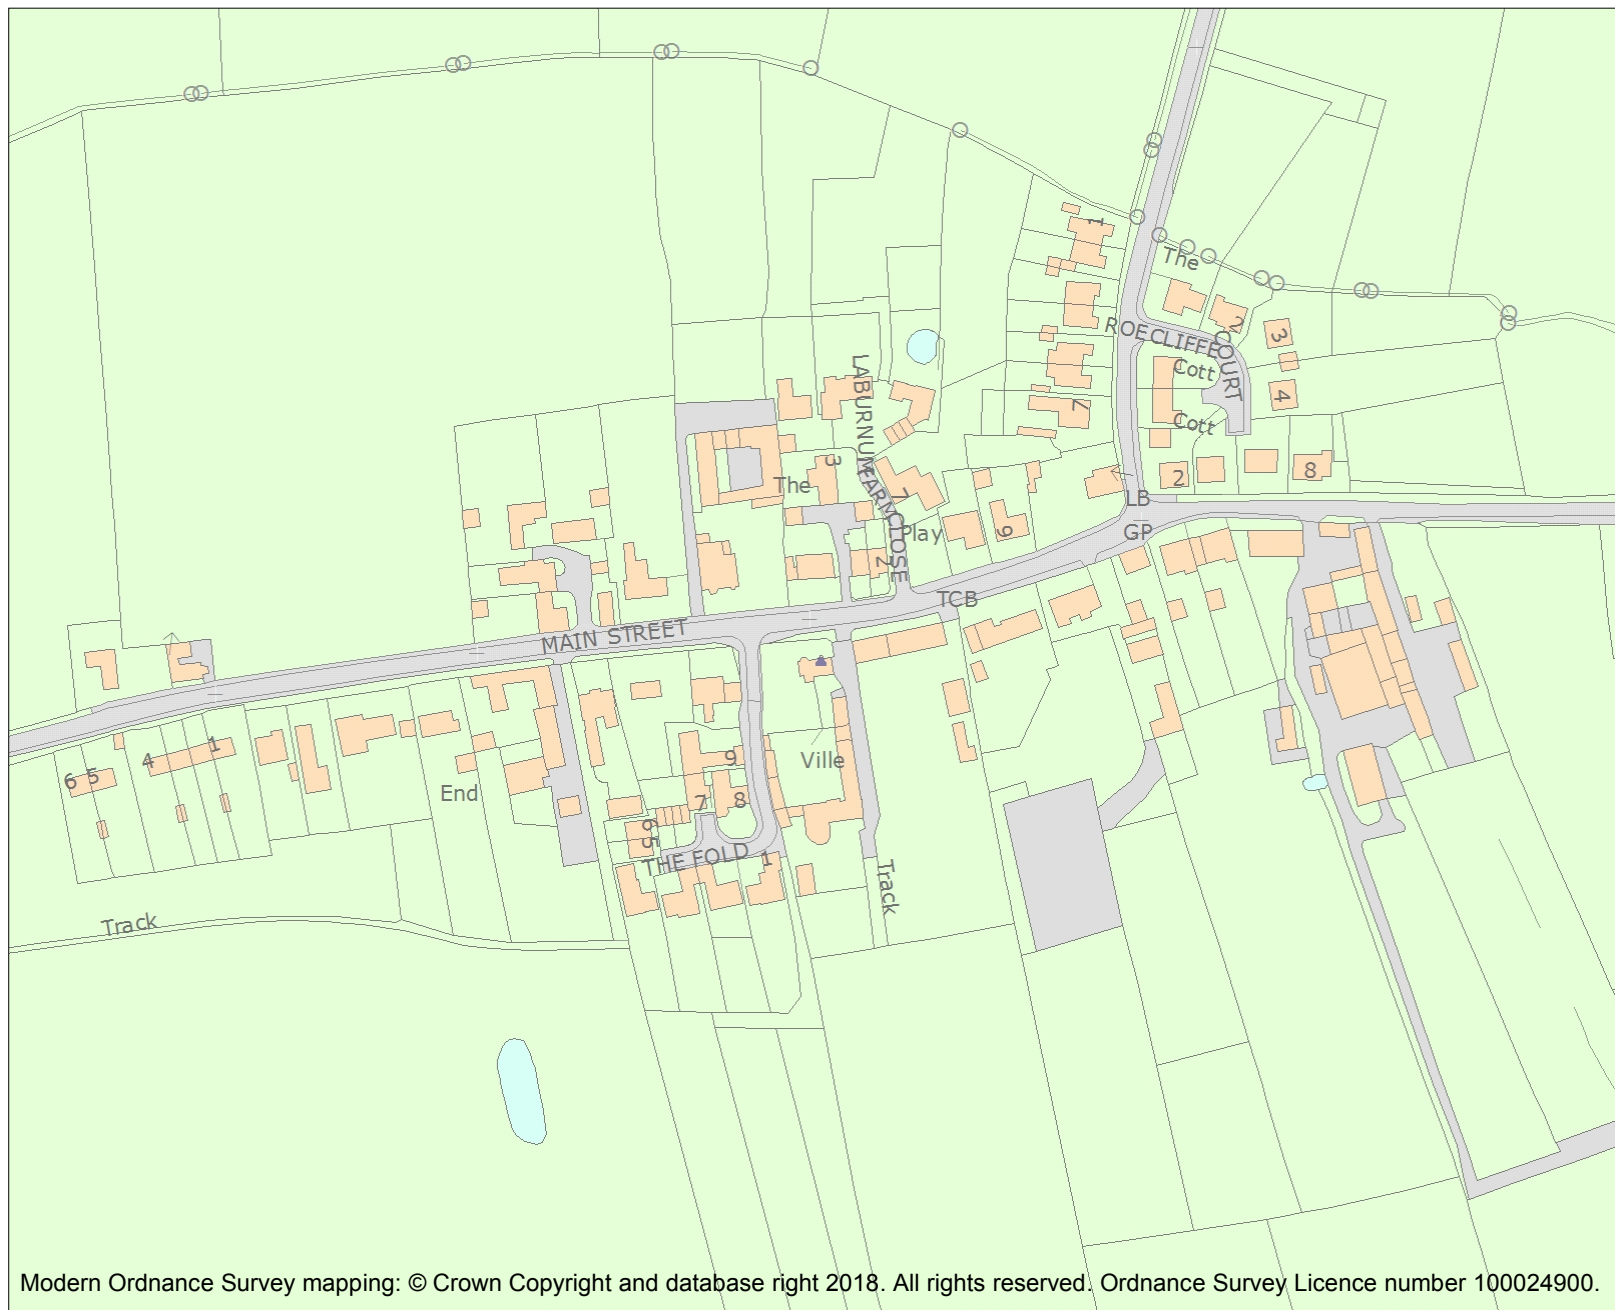 1
The
2
ROECLIFFE
COURT
3
Cott
4
LABURNUM FARM CLOSE
7
Cott
3
The
2
8
7
LB
Play
9
GP
2
TCB
MAIN STREET
1
4
9
Ville
6 5
End
7
8
6
5
THE FOLD
1
Track
Track
Modern Ordnance Survey mapping: © Crown Copyright and database right 2018. All rights reserved. Ordnance Survey Licence number 100024900.